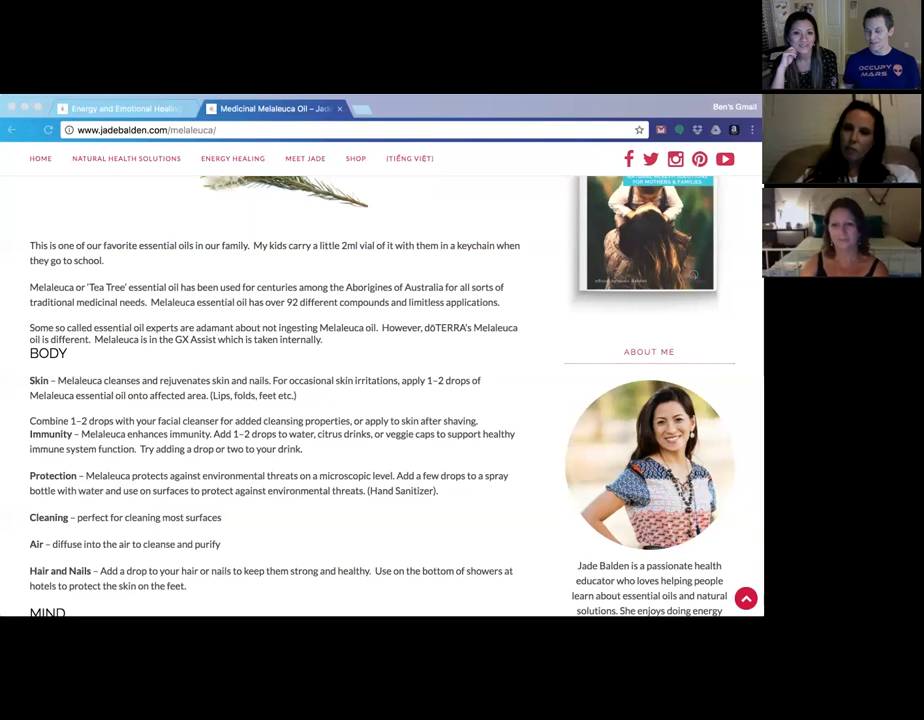 OCCUPY
MARS
Energy and Emotional Healing
Medicinal Melaleuca Oil – Jade
Ben's Gmail
www.jadebalden.com/melaleuca/
HOME
NATURAL HEALTH SOLUTIONS
ENERGY HEALING
MEET JADE
SHOP
(TIẾNG VIỆT)
NATURAL HEALTH SOLUTIONS
FOR MOTHERS & FAMILIES
This is one of our favorite essential oils in our family. My kids carry a little 2ml vial of it with them in a keychain when
they go to school.
Melaleuca or 'Tea Tree' essential oil has been used for centuries among the Aborigines of Australia for all sorts of
traditional medicinal needs. Melaleuca essential oil has over 92 different compounds and limitless applications.
Some so called essential oil experts are adamant about not ingesting Melaleuca oil. However, dōTERRA's Melaleuca
oil is different. Melaleuca is in the GX Assist which is taken internally.
BODY
Skin – Melaleuca cleanses and rejuvenates skin and nails. For occasional skin irritations, apply 1–2 drops of
Melaleuca essential oil onto affected area. (Lips, folds, feet etc.)
Combine 1–2 drops with your facial cleanser for added cleansing properties, or apply to skin after shaving.
Immunity – Melaleuca enhances immunity. Add 1–2 drops to water, citrus drinks, or veggie caps to support healthy
immune system function. Try adding a drop or two to your drink.
Protection – Melaleuca protects against environmental threats on a microscopic level. Add a few drops to a spray
bottle with water and use on surfaces to protect against environmental threats. (Hand Sanitizer).
Cleaning – perfect for cleaning most surfaces
Air – diffuse into the air to cleanse and purify
Hair and Nails – Add a drop to your hair or nails to keep them strong and healthy. Use on the bottom of showers at
hotels to protect the skin on the feet.
MIND
ABOUT ME
Jade Balden is a passionate health
educator who loves helping people
learn about essential oils and natural
solutions. She enjoys doing energy